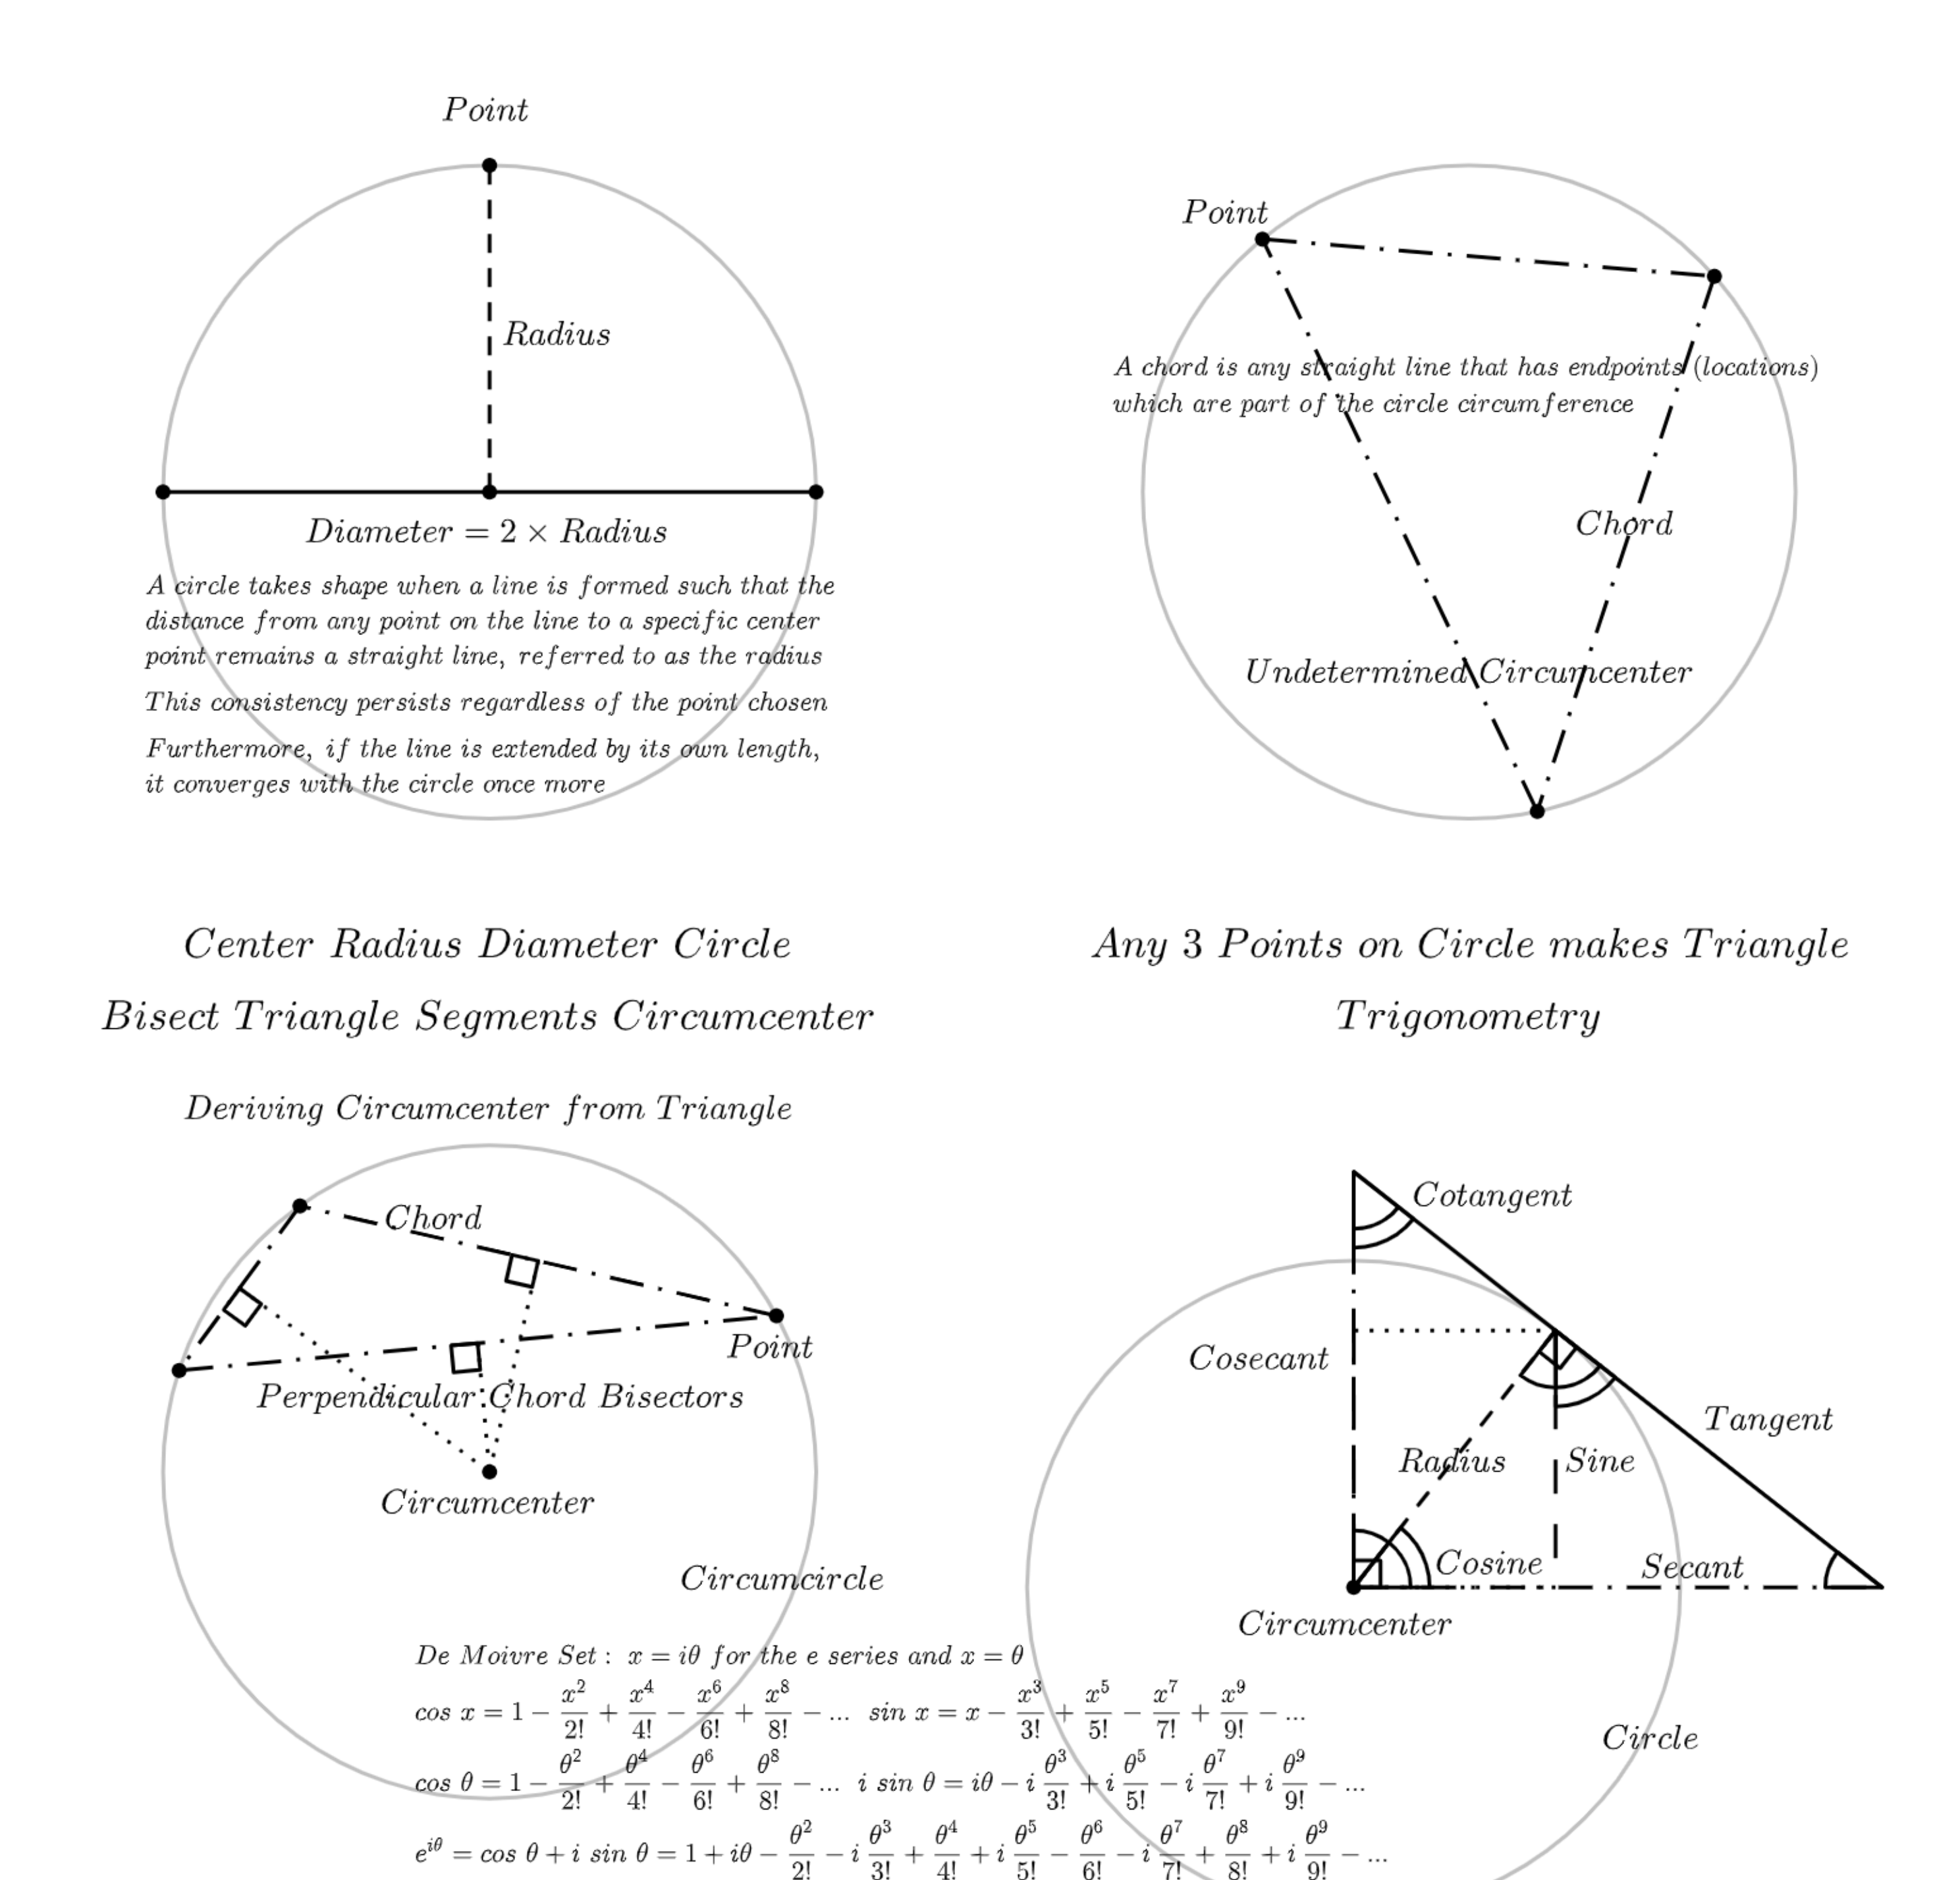 Point
Radius
Diameter = 2 × Radius
A circle takes shape when a line is formed such that the
distance from any point on the line to a specific center
point remains a straight line, referred to as the radius
This consistency persists regardless of the point chosen
Furthermore, if the line is extended by its own length,
it converges with the circle once more
Center Radius Diameter Circle
Point
A chord is any straight line that has endpoints (locations)
which are part of the circle circumference
Chord
Undetermined Circumcenter
Any 3 Points on Circle makes Triangle
Bisect Triangle Segments Circumcenter
Deriving Circumcenter from Triangle
Chord
Point
Perpendicular Chord Bisectors
Circumcenter
Circumcircle
Trigonometry
Cotangent
Cosecant
Tangent
Radius
Sine
Cosine
Secant
Circumcenter
Circle
De Moivre Set : x = iθ for the e series and x = θ
cos x = 1 − x²/2! + x⁴/4! − x⁶/6! + x⁸/8! − ... sin x = x − x³/3! + x⁵/5! − x⁷/7! + x⁹/9! − ...
cos θ = 1 − θ²/2! + θ⁴/4! − θ⁶/6! + θ⁸/8! − ... i sin θ = iθ − i θ³/3! + i θ⁵/5! − i θ⁷/7! + i θ⁹/9! − ...
e^{iθ} = cos θ + i sin θ = 1 + iθ − θ²/2! − i θ³/3! + θ⁴/4! + i θ⁵/5! − θ⁶/6! − i θ⁷/7! + θ⁸/8! + i θ⁹/9! − ...